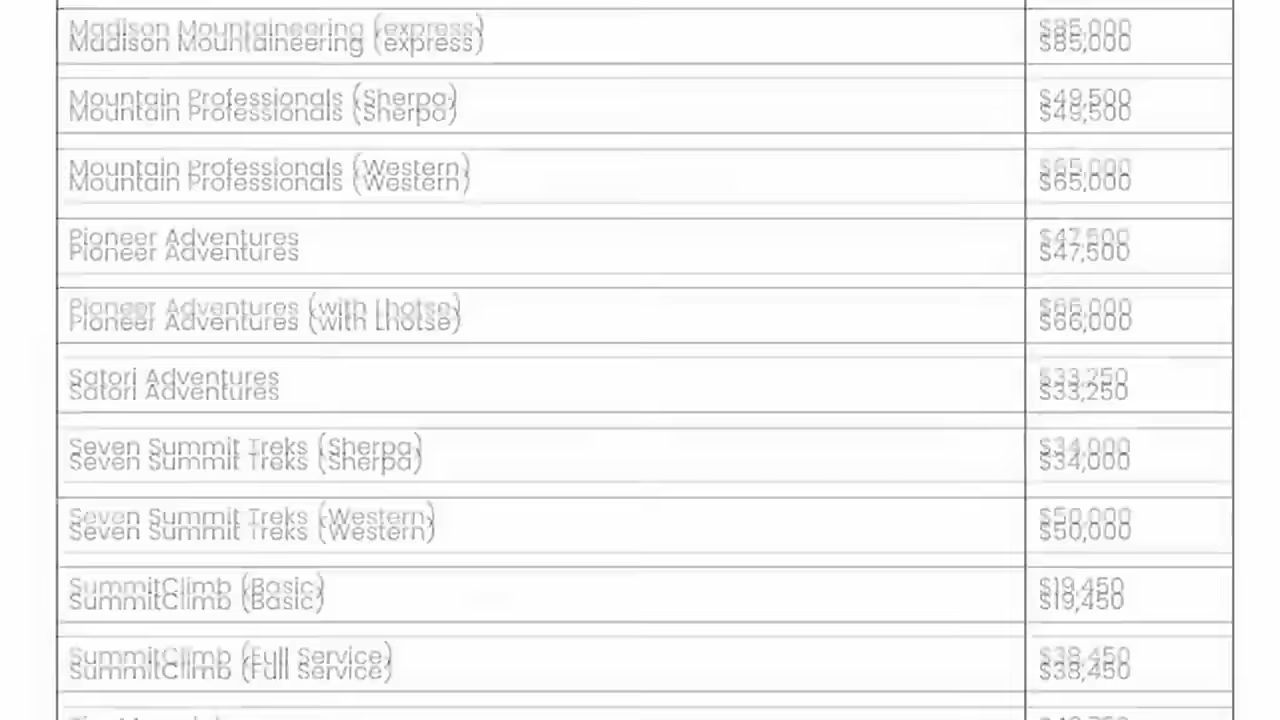 Madison Mountaineering (express) $85,000
Mountain Professionals (Sherpa) $49,500
Mountain Professionals (Western) $65,000
Pioneer Adventures $47,500
Pioneer Adventures (with Lhotse) $66,000
Satori Adventures $33,250
Seven Summit Treks (Sherpa) $34,000
Seven Summit Treks (Western) $50,000
SummitClimb (Basic) $19,450
SummitClimb (Full Service) $38,450